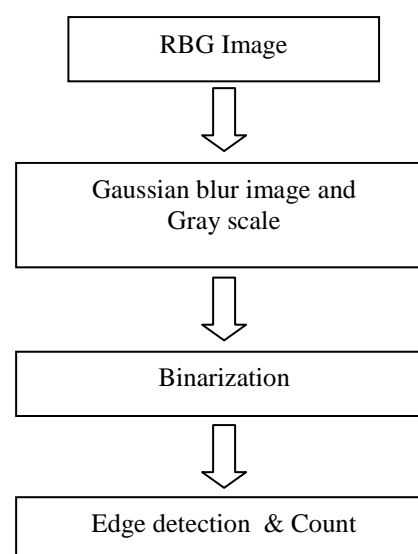 RBG Image
Gaussian blur image and
Gray scale
Binarization
Edge detection & Count